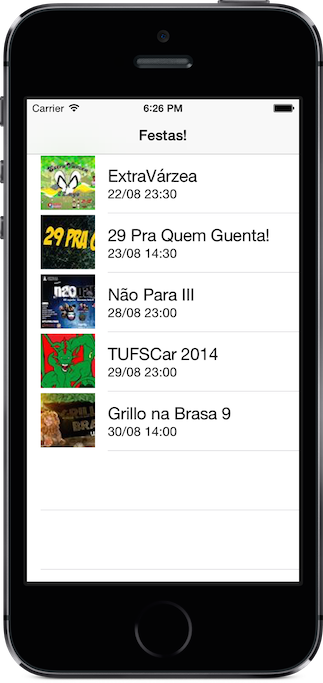 Carrier 6:26 PM
Festas!
ExtraVárzea
22/08 23:30
29 PRA
29 Pra Quem Guenta!
23/08 14:30
Não Para III
28/08 23:00
TUFSCar 2014
29/08 23:00
GRILL
BRA
Grillo na Brasa 9
30/08 14:00